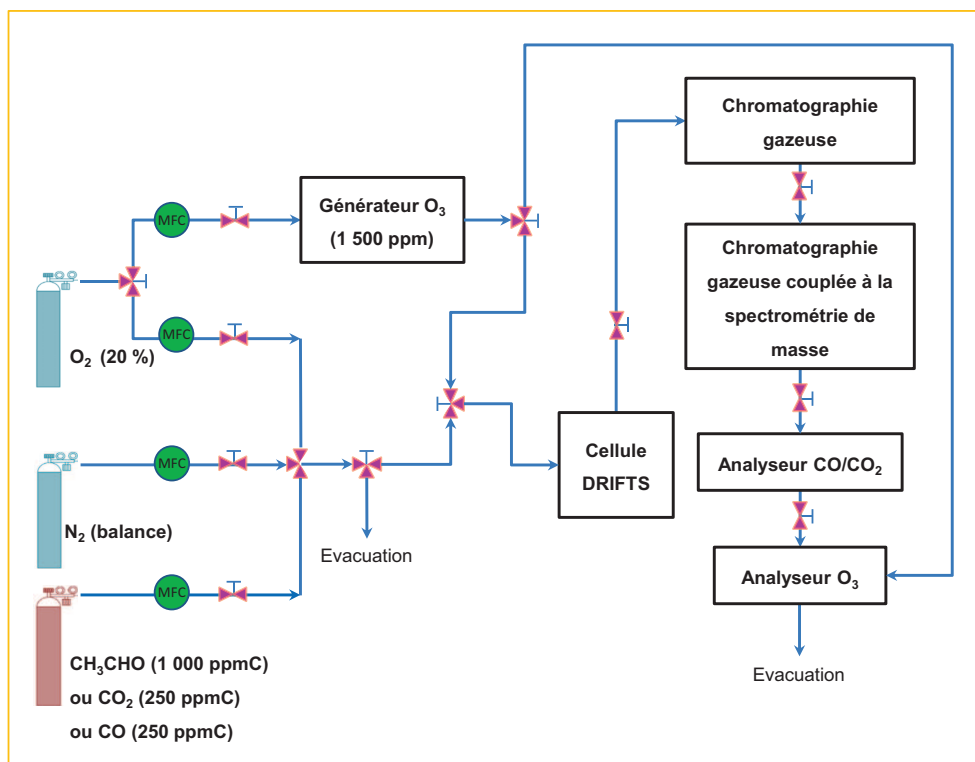 Chromatographie
gazeuse
MFC
Générateur O₃
(1 500 ppm)
Chromatographie
gazeuse couplée à la
spectrométrie de
masse
MFC
O₂ (20 %)
MFC
Cellule
DRIFTS
Analyseur CO/CO₂
N₂ (balance)
Evacuation
Analyseur O₃
MFC
CH₃CHO (1 000 ppmC)
ou CO₂ (250 ppmC)
ou CO (250 ppmC)
Evacuation